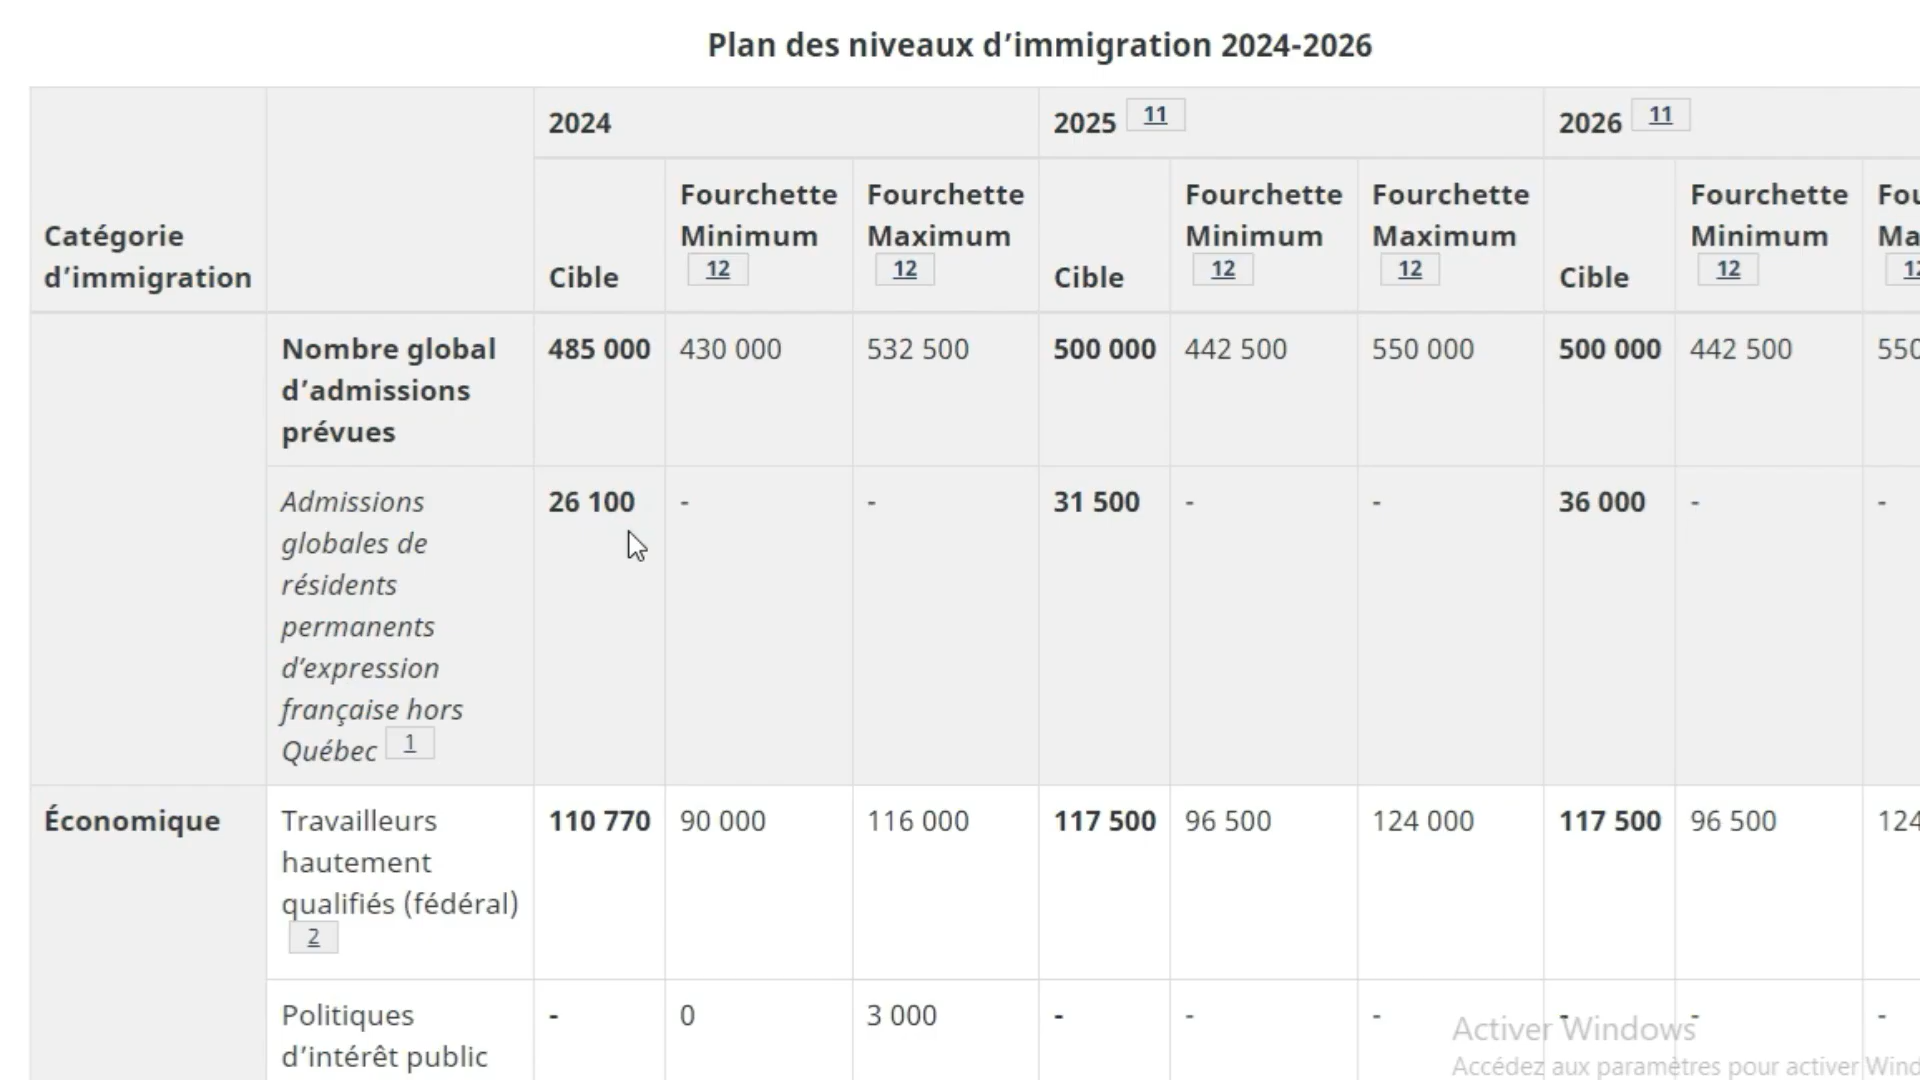 Plan des niveaux d’immigration 2024-2026
2024
2025 11
2026 11
Catégorie
d’immigration
Cible
Fourchette
Minimum
12
Fourchette
Maximum
12
Cible
Fourchette
Minimum
12
Fourchette
Maximum
12
Cible
Fourchette
Minimum
12
Nombre global
d’admissions
prévues
485 000
430 000
532 500
500 000
442 500
550 000
500 000
442 500
550
Admissions
globales de
résidents
permanents
d’expression
française hors
Québec 1
26 100
-
-
31 500
-
-
36 000
-
-
Économique
Travailleurs
hautement
qualifiés (fédéral)
2
110 770
90 000
116 000
117 500
96 500
124 000
117 500
96 500
124
Politiques
d’intérêt public
-
0
3 000
-
-
-
-
-
-
Activer Windows
Accédez aux paramètres pour activer Wind